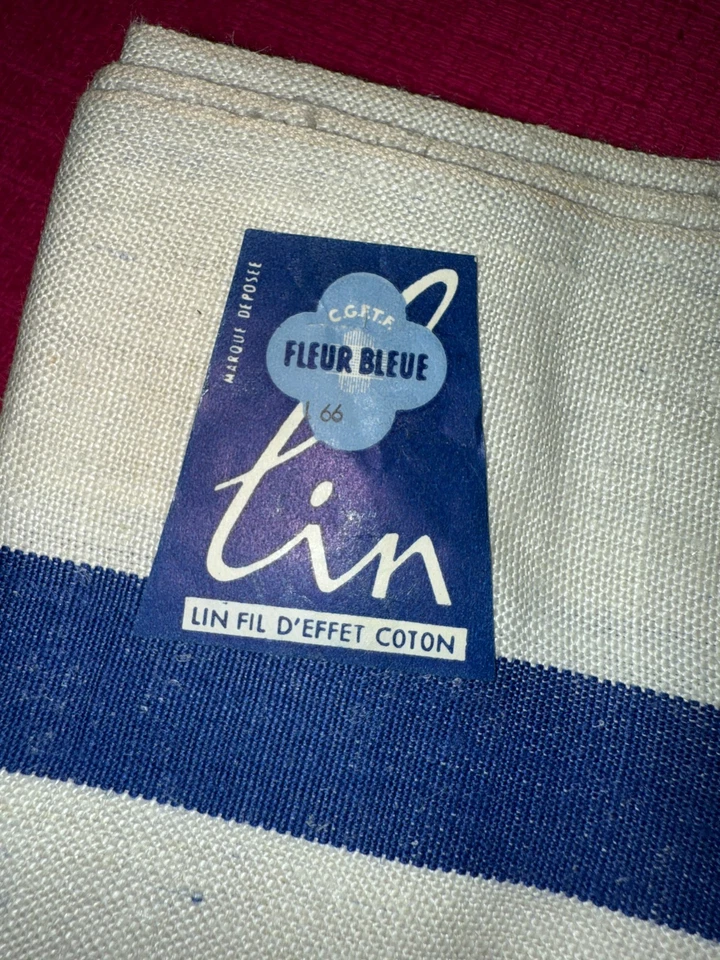 MARQUE DEPOSEE
C.G.F.T.F.
FLEUR BLEUE
L 66
lin
LIN FIL D'EFFET COTON